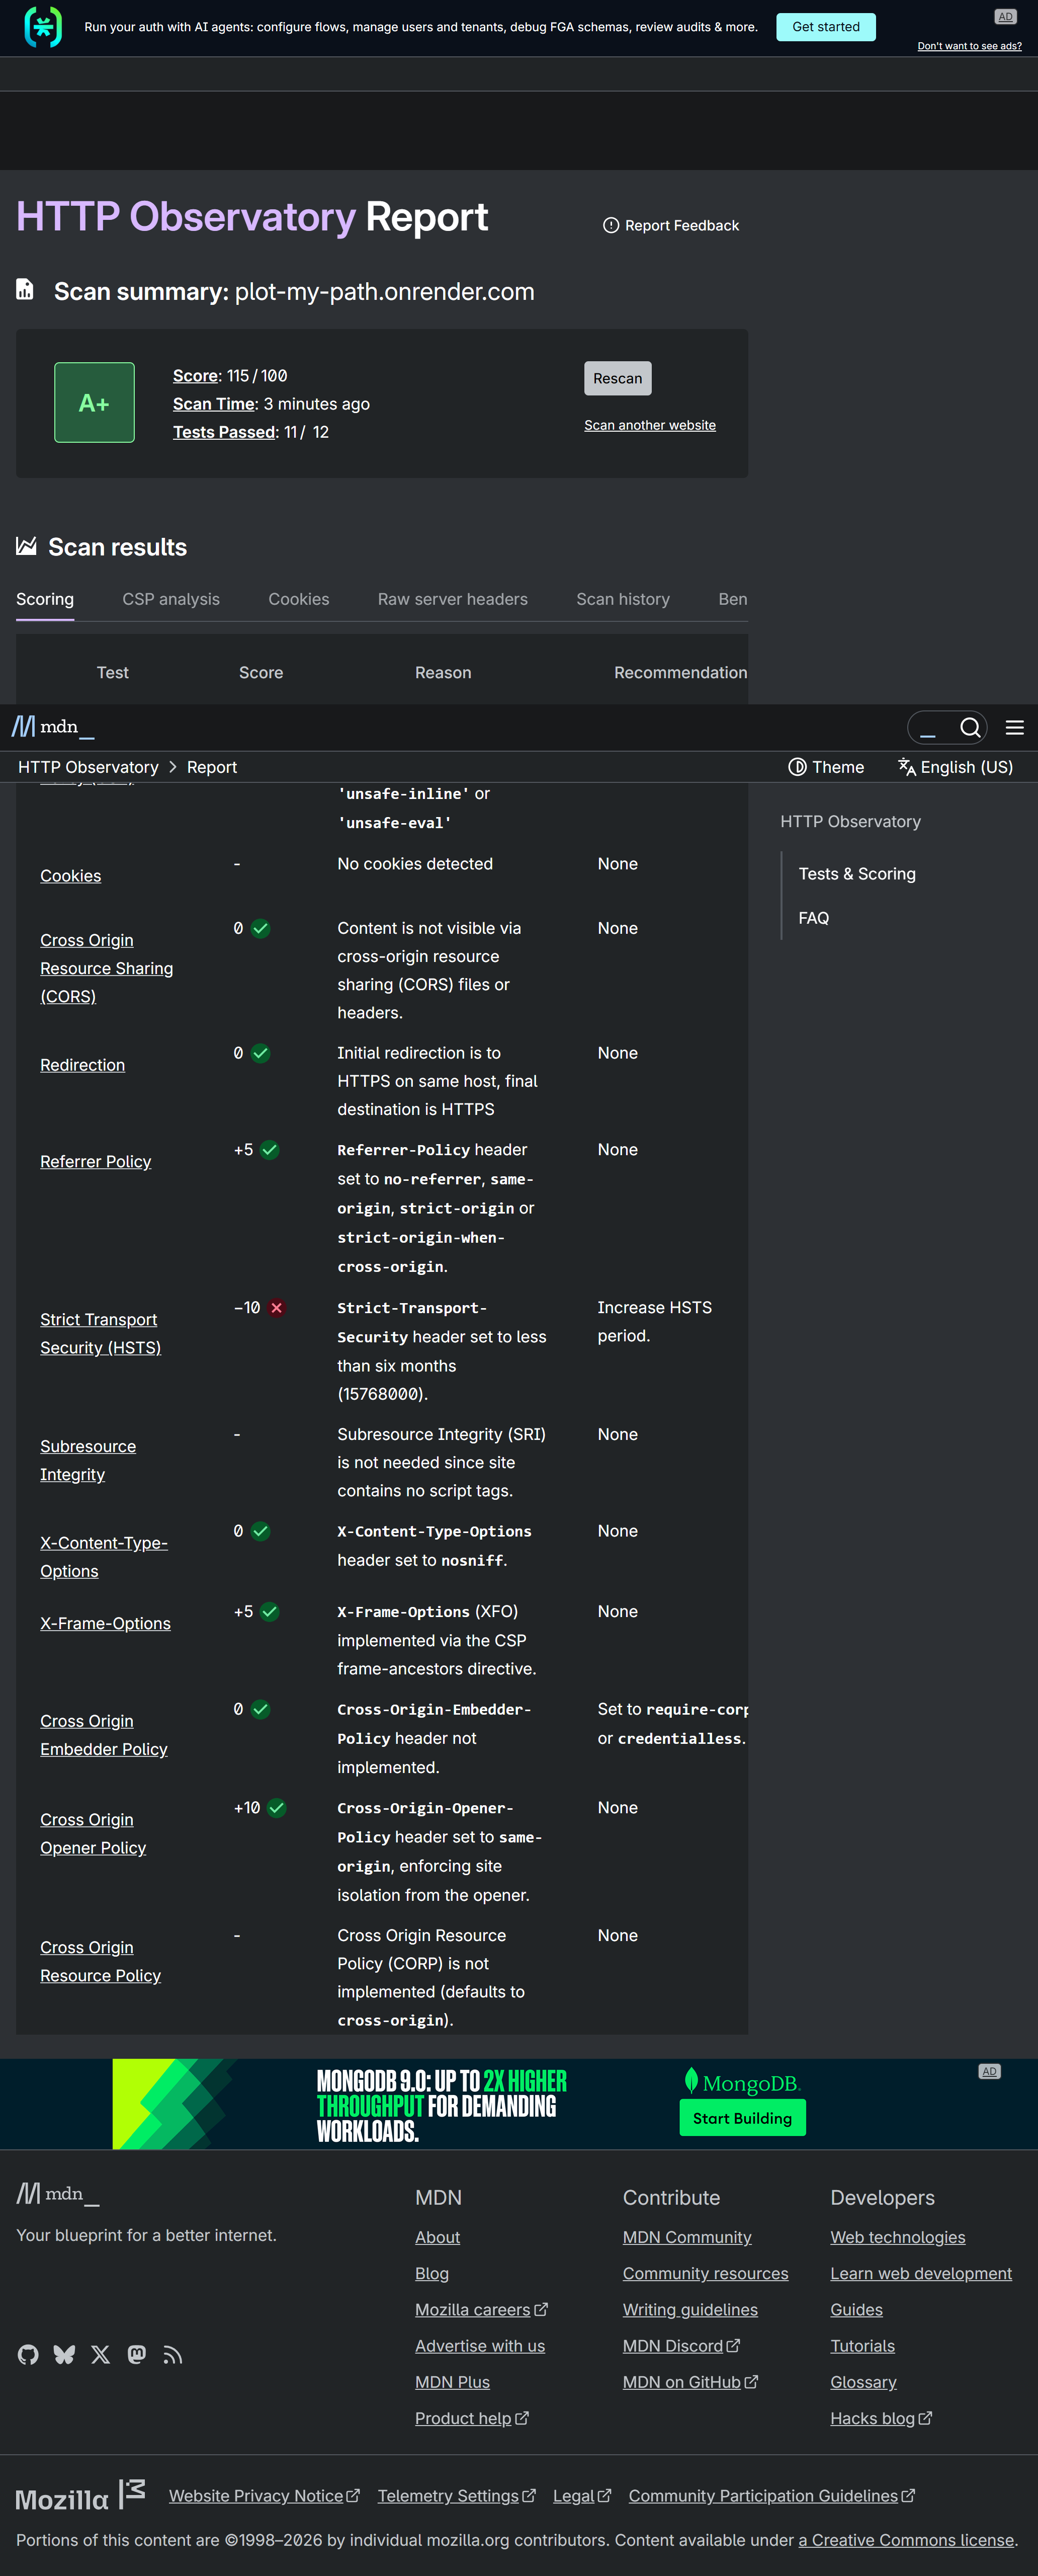 Run your auth with AI agents: configure flows, manage users and tenants, debug FGA schemas, review audits & more.
Get started
AD
Don't want to see ads?
HTTP Observatory Report
Report Feedback
Scan summary: plot-my-path.onrender.com
A+
Score: 115 / 100
Scan Time: 3 minutes ago
Tests Passed: 11 / 12
Rescan
Scan another website
Scan results
Scoring CSP analysis Cookies Raw server headers Scan history Ben
Test Score Reason Recommendation
mdn_
HTTP Observatory > Report
Theme
English (US)
'unsafe-inline' or
'unsafe-eval'
Cookies
-
No cookies detected
None
Cross Origin
Resource Sharing
(CORS)
0
Content is not visible via
cross-origin resource
sharing (CORS) files or
headers.
None
Redirection
0
Initial redirection is to
HTTPS on same host, final
destination is HTTPS
None
Referrer Policy
+5
Referrer-Policy header
set to no-referrer, same-
origin, strict-origin or
strict-origin-when-
cross-origin.
None
Strict Transport
Security (HSTS)
−10
Strict-Transport-
Security header set to less
than six months
(15768000).
Increase HSTS
period.
Subresource
Integrity
-
Subresource Integrity (SRI)
is not needed since site
contains no script tags.
None
X-Content-Type-
Options
0
X-Content-Type-Options
header set to nosniff.
None
X-Frame-Options
+5
X-Frame-Options (XFO)
implemented via the CSP
frame-ancestors directive.
None
Cross Origin
Embedder Policy
0
Cross-Origin-Embedder-
Policy header not
implemented.
Set to require-corp
or credentialless.
Cross Origin
Opener Policy
+10
Cross-Origin-Opener-
Policy header set to same-
origin, enforcing site
isolation from the opener.
None
Cross Origin
Resource Policy
-
Cross Origin Resource
Policy (CORP) is not
implemented (defaults to
cross-origin).
None
HTTP Observatory
Tests & Scoring
FAQ
MONGODB 9.0: UP TO 2X HIGHER
THROUGHPUT FOR DEMANDING
WORKLOADS.
MongoDB.
Start Building
AD
mdn_
Your blueprint for a better internet.
MDN
About
Blog
Mozilla careers
Advertise with us
MDN Plus
Product help
Contribute
MDN Community
Community resources
Writing guidelines
MDN Discord
MDN on GitHub
Developers
Web technologies
Learn web development
Guides
Tutorials
Glossary
Hacks blog
Mozilla
Website Privacy Notice Telemetry Settings Legal Community Participation Guidelines
Portions of this content are ©1998–2026 by individual mozilla.org contributors. Content available under a Creative Commons license.